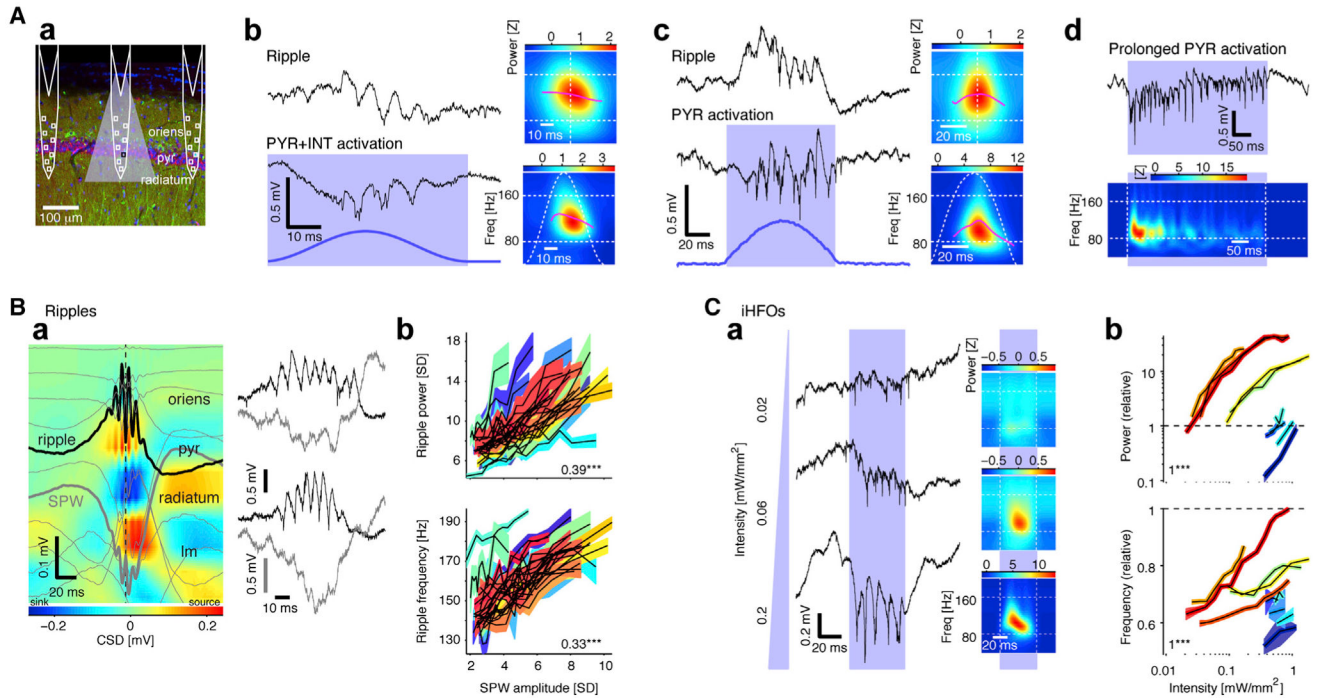 A
a
oriens
pyr
radiatum
100 μm
b
Ripple
PYR+INT activation
0.5 mV
10 ms
Power [Z]
0 1 2
10 ms
0 1 2 3
160
80
Freq [Hz]
10 ms
c
Ripple
PYR activation
0.5 mV
20 ms
Power [Z]
0 1 2
20 ms
0 4 8 12
160
80
Freq [Hz]
20 ms
d
Prolonged PYR activation
0.5 mV
50 ms
[Z] 0 5 10 15
160
80
Freq [Hz]
50 ms
B Ripples
a
oriens
ripple
pyr
SPW
radiatum
lm
0.1 mV
20 ms
sink source
−0.2 0 0.2
CSD [mV]
0.5 mV
0.5 mV
10 ms
b
Ripple power [SD]
18
16
14
12
10
8
6
0.39***
Ripple frequency [Hz]
190
180
170
160
150
140
130
0.33***
2 4 6 8 10
SPW amplitude [SD]
C iHFOs
a
Intensity [mW/mm²]
0.02
0.06
0.2
0.2 mV
20 ms
Power [Z]
−0.5 0 0.5
−0.5 0 0.5
0 5 10
160
80
Freq [Hz]
20 ms
b
Power (relative)
10
1
0.1
1***
Frequency (relative)
1
0.8
0.6
1***
0.01 0.1 1
Intensity [mW/mm²]